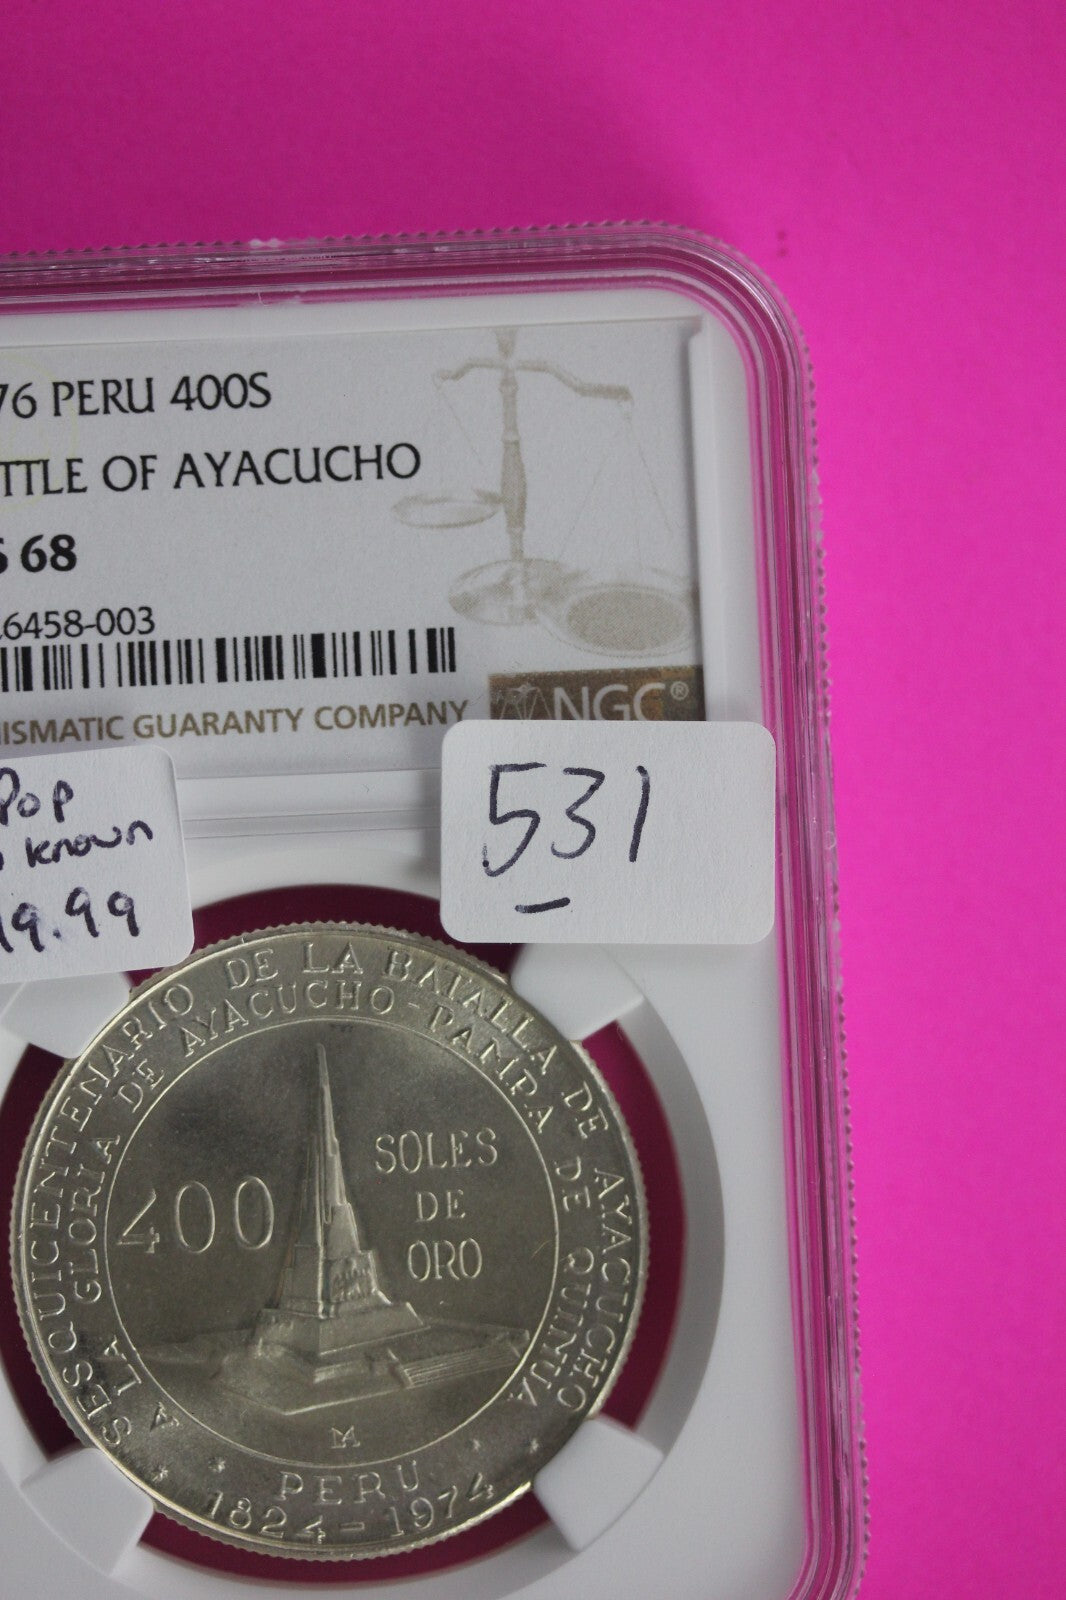 76 PERU 400S
TTLE OF AYACUCHO
S 68
6458-003
ISMATIC GUARANTY COMPANY
NGC®
Pop
known
19.99
531
SESQUICENTENARIO DE LA BATALLA DE AYACUCHO
A LA GLORIA DE AYACUCHO - PAMPA DE QUINUA
400
SOLES
DE
ORO
M
PERU
1824-1974